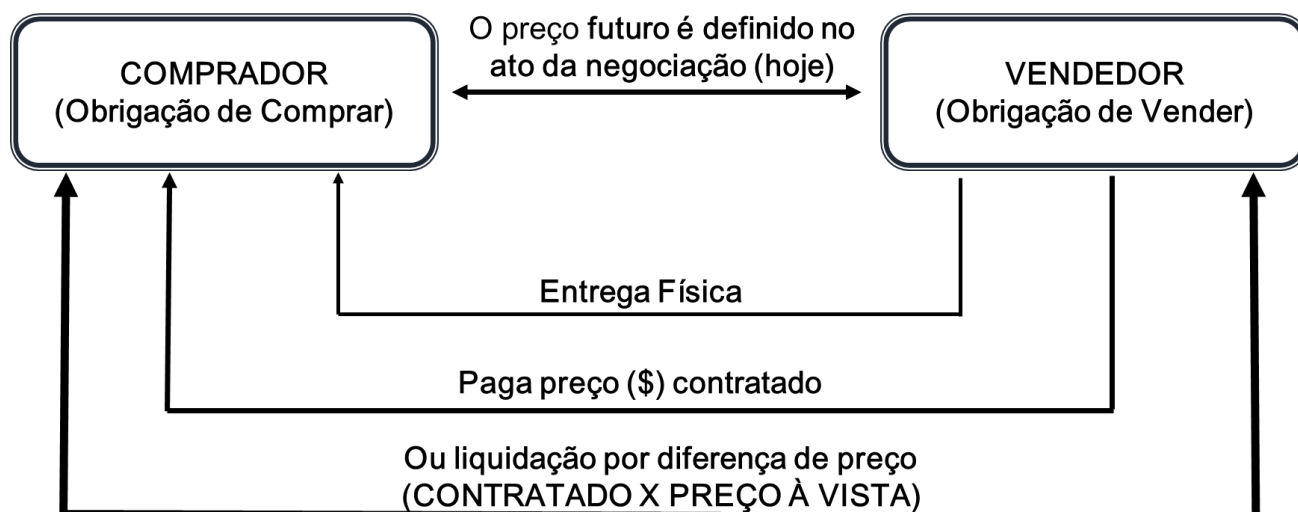 COMPRADOR
(Obrigação de Comprar)
O preço futuro é definido no
ato da negociação (hoje)
VENDEDOR
(Obrigação de Vender)
Entrega Física
Paga preço ($) contratado
Ou liquidação por diferença de preço
(CONTRATADO X PREÇO À VISTA)